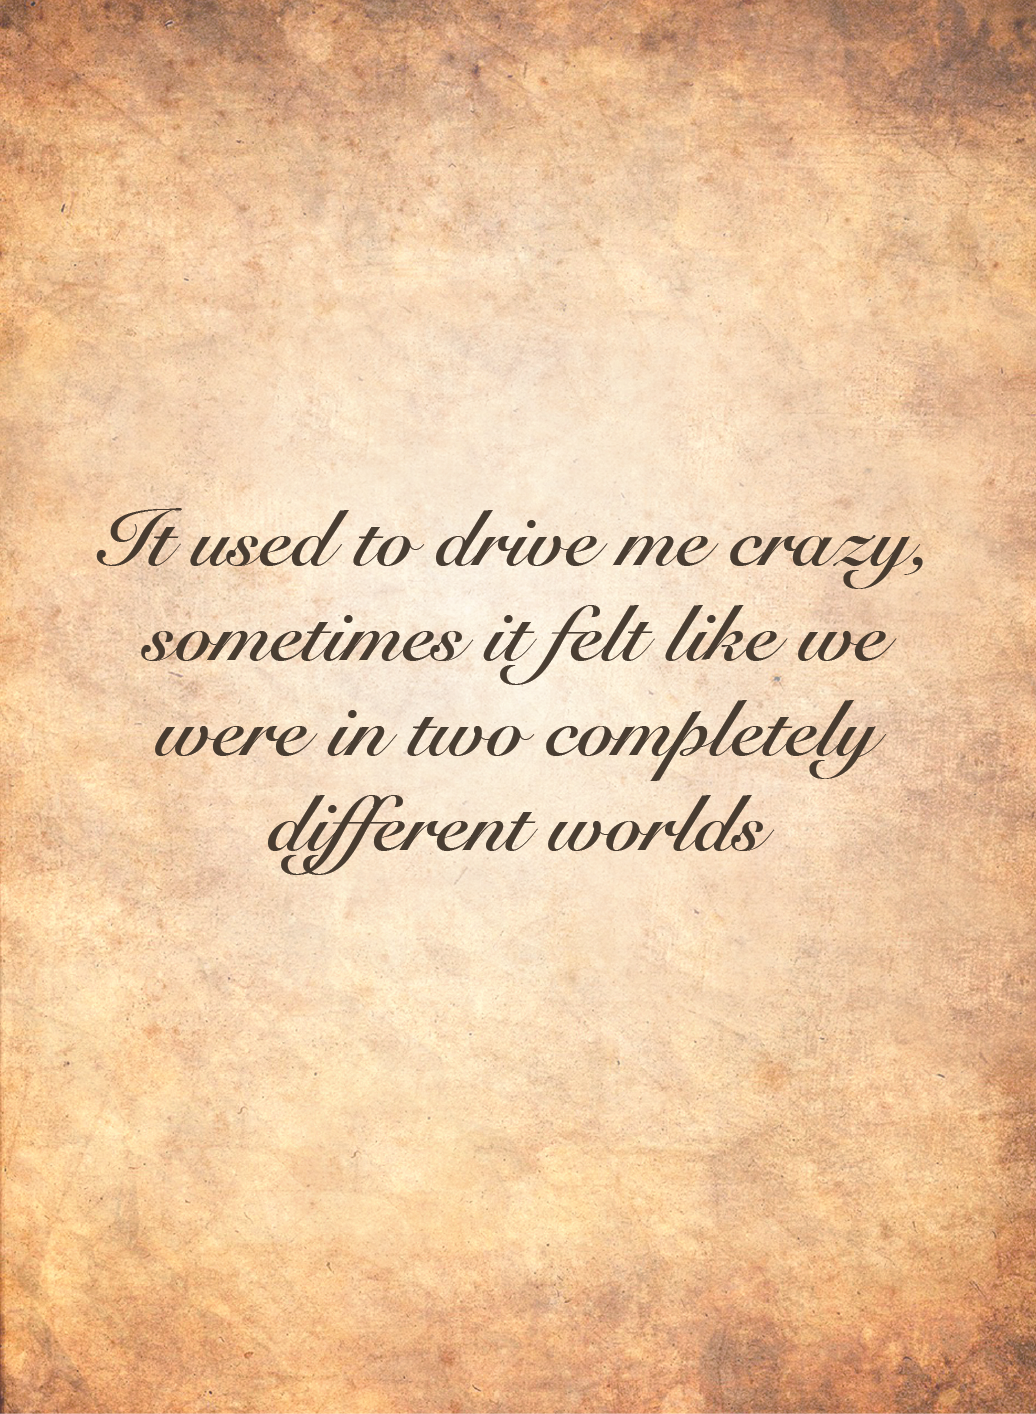 It used to drive me crazy,
sometimes it felt like we
were in two completely
different worlds